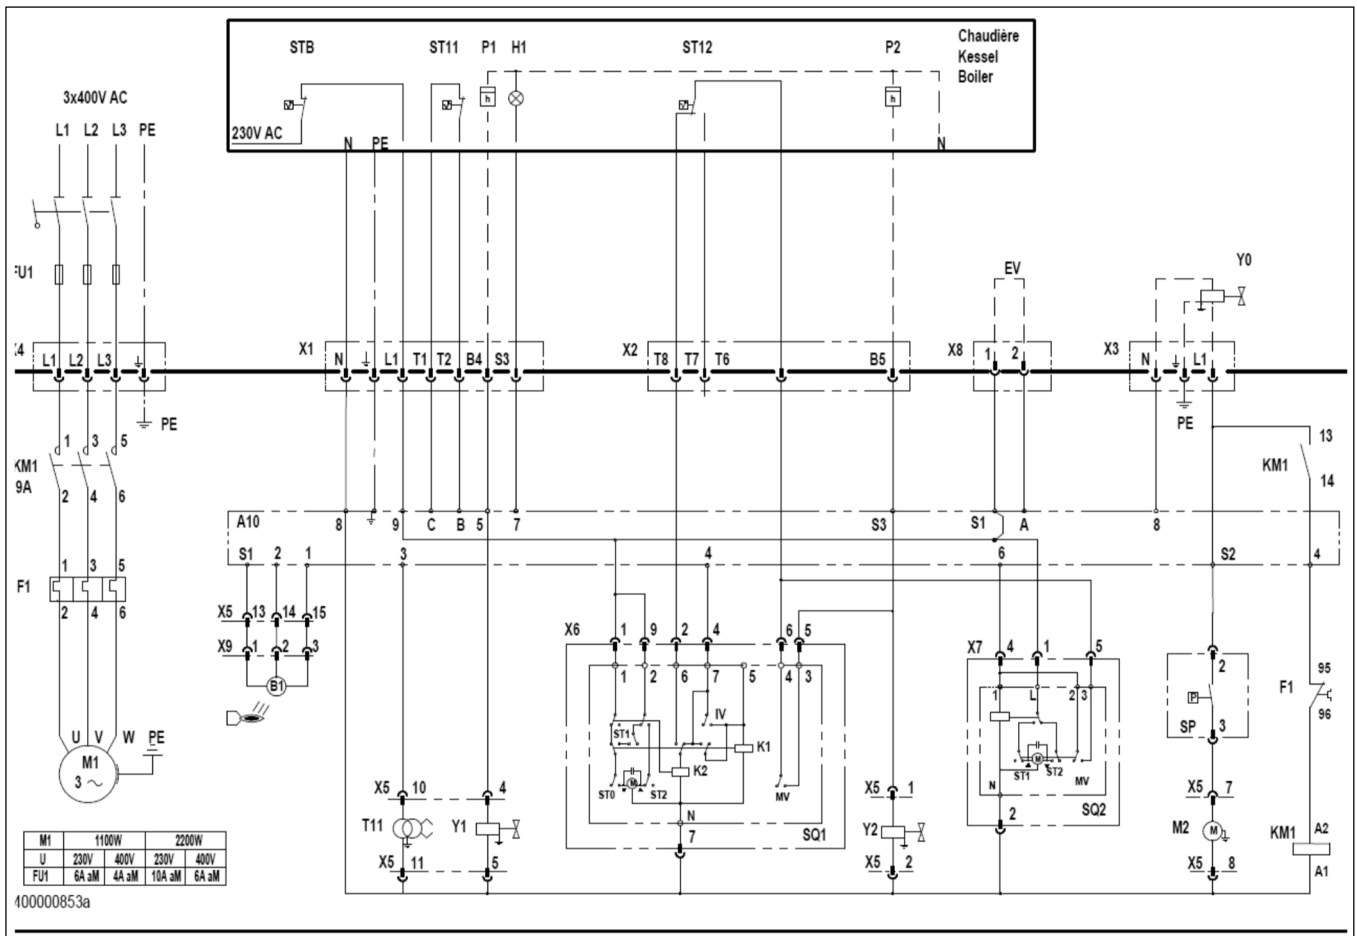 STB ST11 P1 H1 ST12 P2 Chaudière
Kessel
Boiler
3x400V AC
h h
L1 L2 L3 PE
230V AC
N PE N
EV Y0
FU1
X4 L1 L2 L3
X1 N L1 T1 T2 B4 S3
X2 T8 T7 T6 B5
X8 1 2
X3 N L1
PE PE
1 3 5 13
KM1 KM1
9A 14
2 4 6
A10 8 9 C B 5 7 S3 S1 A 8
S1 2 1 3 4 6 S2 4
1 3 5
F1
2 4 6
X5 13 14 15
X9 1 2 3
B1
X6 1 9 2 4 6 5
X7 4 1 5
2 95
1 2 6 7 5 4 3
1 L 2 3
P F1
IV SP 3 96
ST1
K1
K2
M
ST0 ST2 MV
M
ST1 ST2 MV
N N
7 SQ1
2 SQ2
U V W PE
M1
3 ~
X5 10 4 X5 1 X5 7
T11 Y1 Y2 M2 M KM1 A2
X5 11 5 X5 2 X5 8 A1
M1 1100W 2200W
U 230V 400V 230V 400V
FU1 6A aM 4A aM 10A aM 6A aM
400000853a